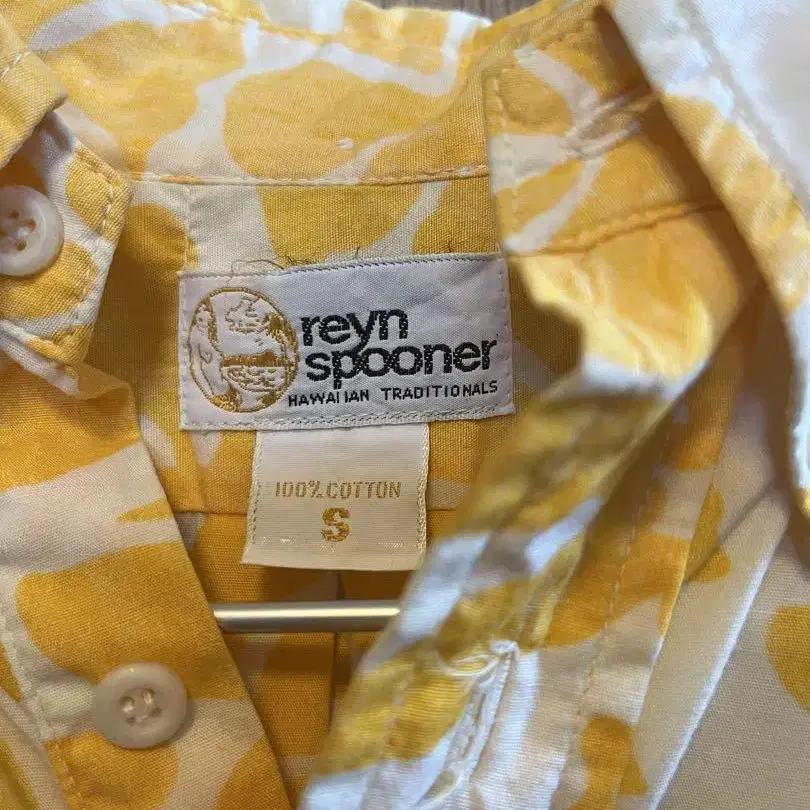 reyn
spooner
HAWAIIAN TRADITIONALS
100% COTTON
S